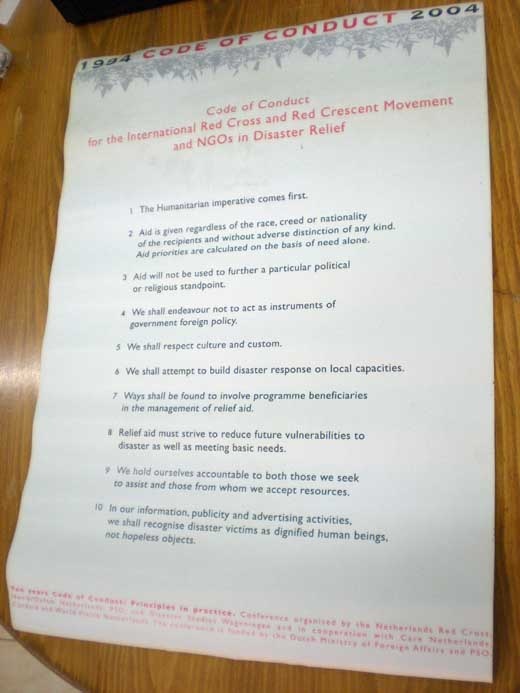 1994 CODE OF CONDUCT 2004
Code of Conduct
for the International Red Cross and Red Crescent Movement
and NGOs in Disaster Relief
1 The Humanitarian imperative comes first.
2 Aid is given regardless of the race, creed or nationality
of the recipients and without adverse distinction of any kind.
Aid priorities are calculated on the basis of need alone.
3 Aid will not be used to further a particular political
or religious standpoint.
4 We shall endeavour not to act as instruments of
government foreign policy.
5 We shall respect culture and custom.
6 We shall attempt to build disaster response on local capacities.
7 Ways shall be found to involve programme beneficiaries
in the management of relief aid.
8 Relief aid must strive to reduce future vulnerabilities to
disaster as well as meeting basic needs.
9 We hold ourselves accountable to both those we seek
to assist and those from whom we accept resources.
10 In our information, publicity and advertising activities,
we shall recognise disaster victims as dignified human beings,
not hopeless objects.
Ten years Code of Conduct: Principles in practice. Conference organised by the Netherlands Red Cross,
Netherlands, PSO, and Disaster Studies Wageningen and in cooperation with Care Netherlands,
Cordaid and World Vision Netherlands. The conference is funded by the Dutch Ministry of Foreign Affairs and PSO.